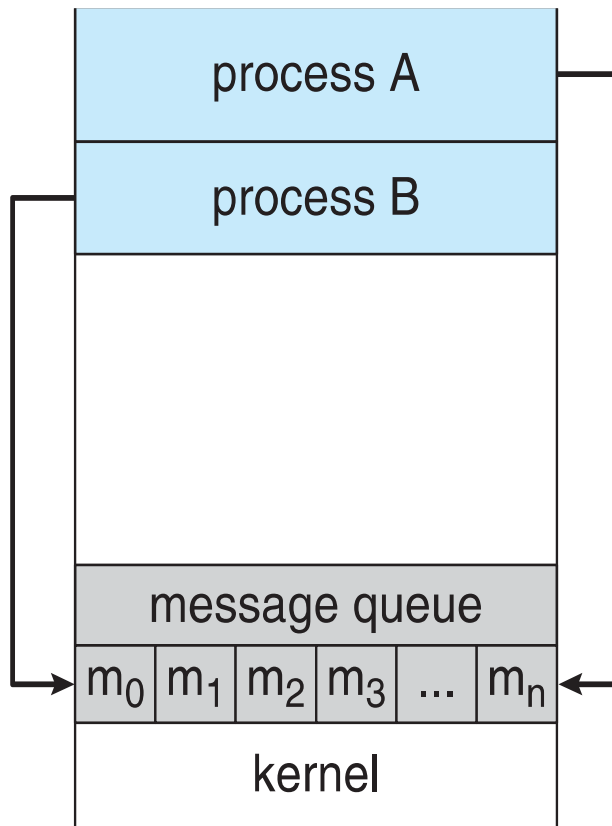 process A
process B
message queue
m₀ m₁ m₂ m₃ ... mₙ
kernel